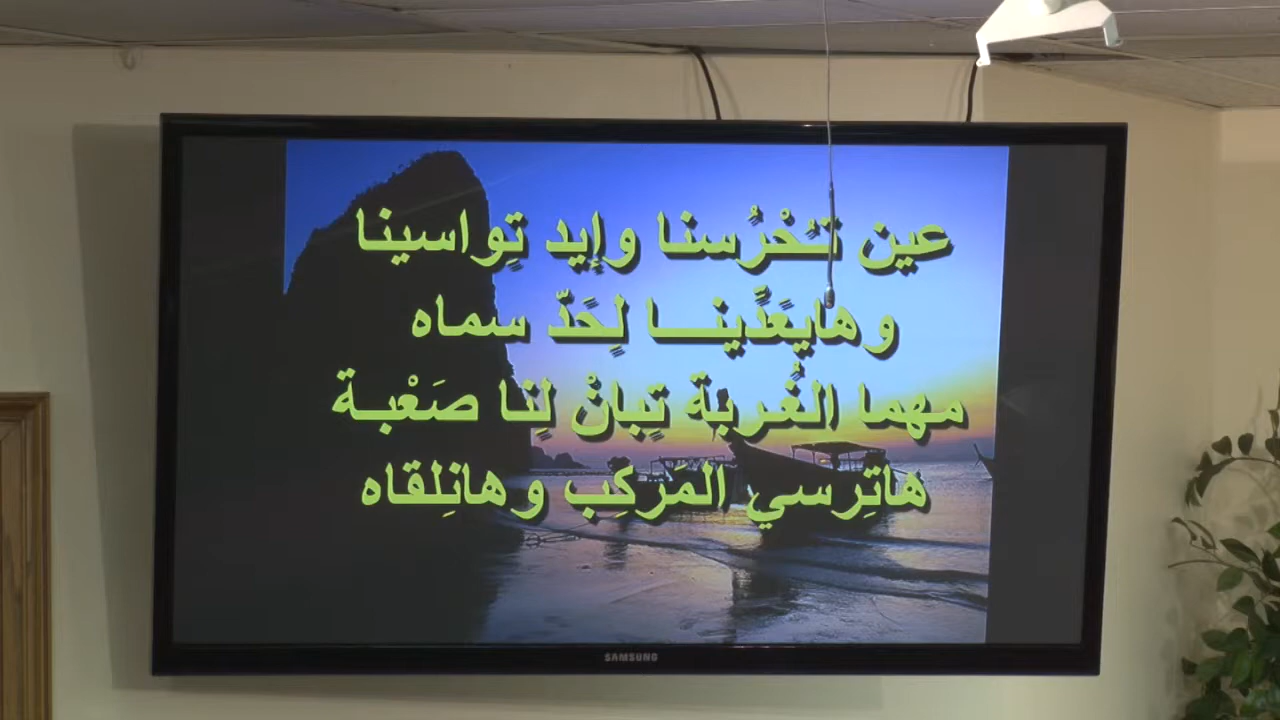 عين تـُحْرُسنا وإيد تِواسينا
وهايعَدِّينـــا لِحَدّ سماه
مهما الغُربة تِبانْ لِنا صَعْبـة
هاتِرسي المَركِب وهانِلقاه
SAMSUNG